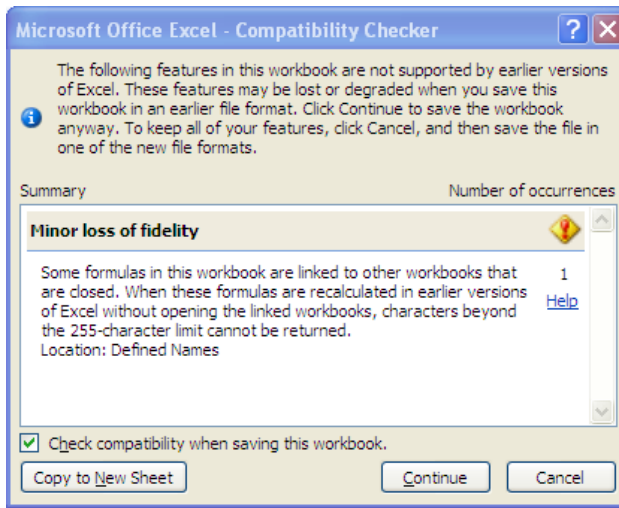 Microsoft Office Excel - Compatibility Checker
The following features in this workbook are not supported by earlier versions
of Excel. These features may be lost or degraded when you save this
workbook in an earlier file format. Click Continue to save the workbook
anyway. To keep all of your features, click Cancel, and then save the file in
one of the new file formats.
Summary Number of occurrences
Minor loss of fidelity
Some formulas in this workbook are linked to other workbooks that 1
are closed. When these formulas are recalculated in earlier versions Help
of Excel without opening the linked workbooks, characters beyond
the 255-character limit cannot be returned.
Location: Defined Names
Check compatibility when saving this workbook.
Copy to New Sheet Continue Cancel